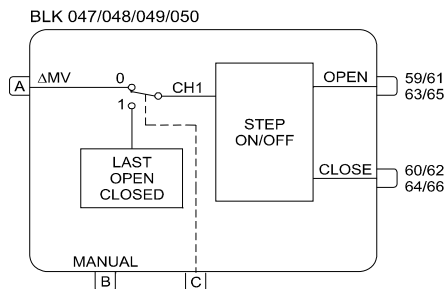 BLK 047/048/049/050
A
ΔMV
0
1
CH1
STEP
ON/OFF
OPEN
59/61
63/65
CLOSE
60/62
64/66
LAST
OPEN
CLOSED
MANUAL
B
C